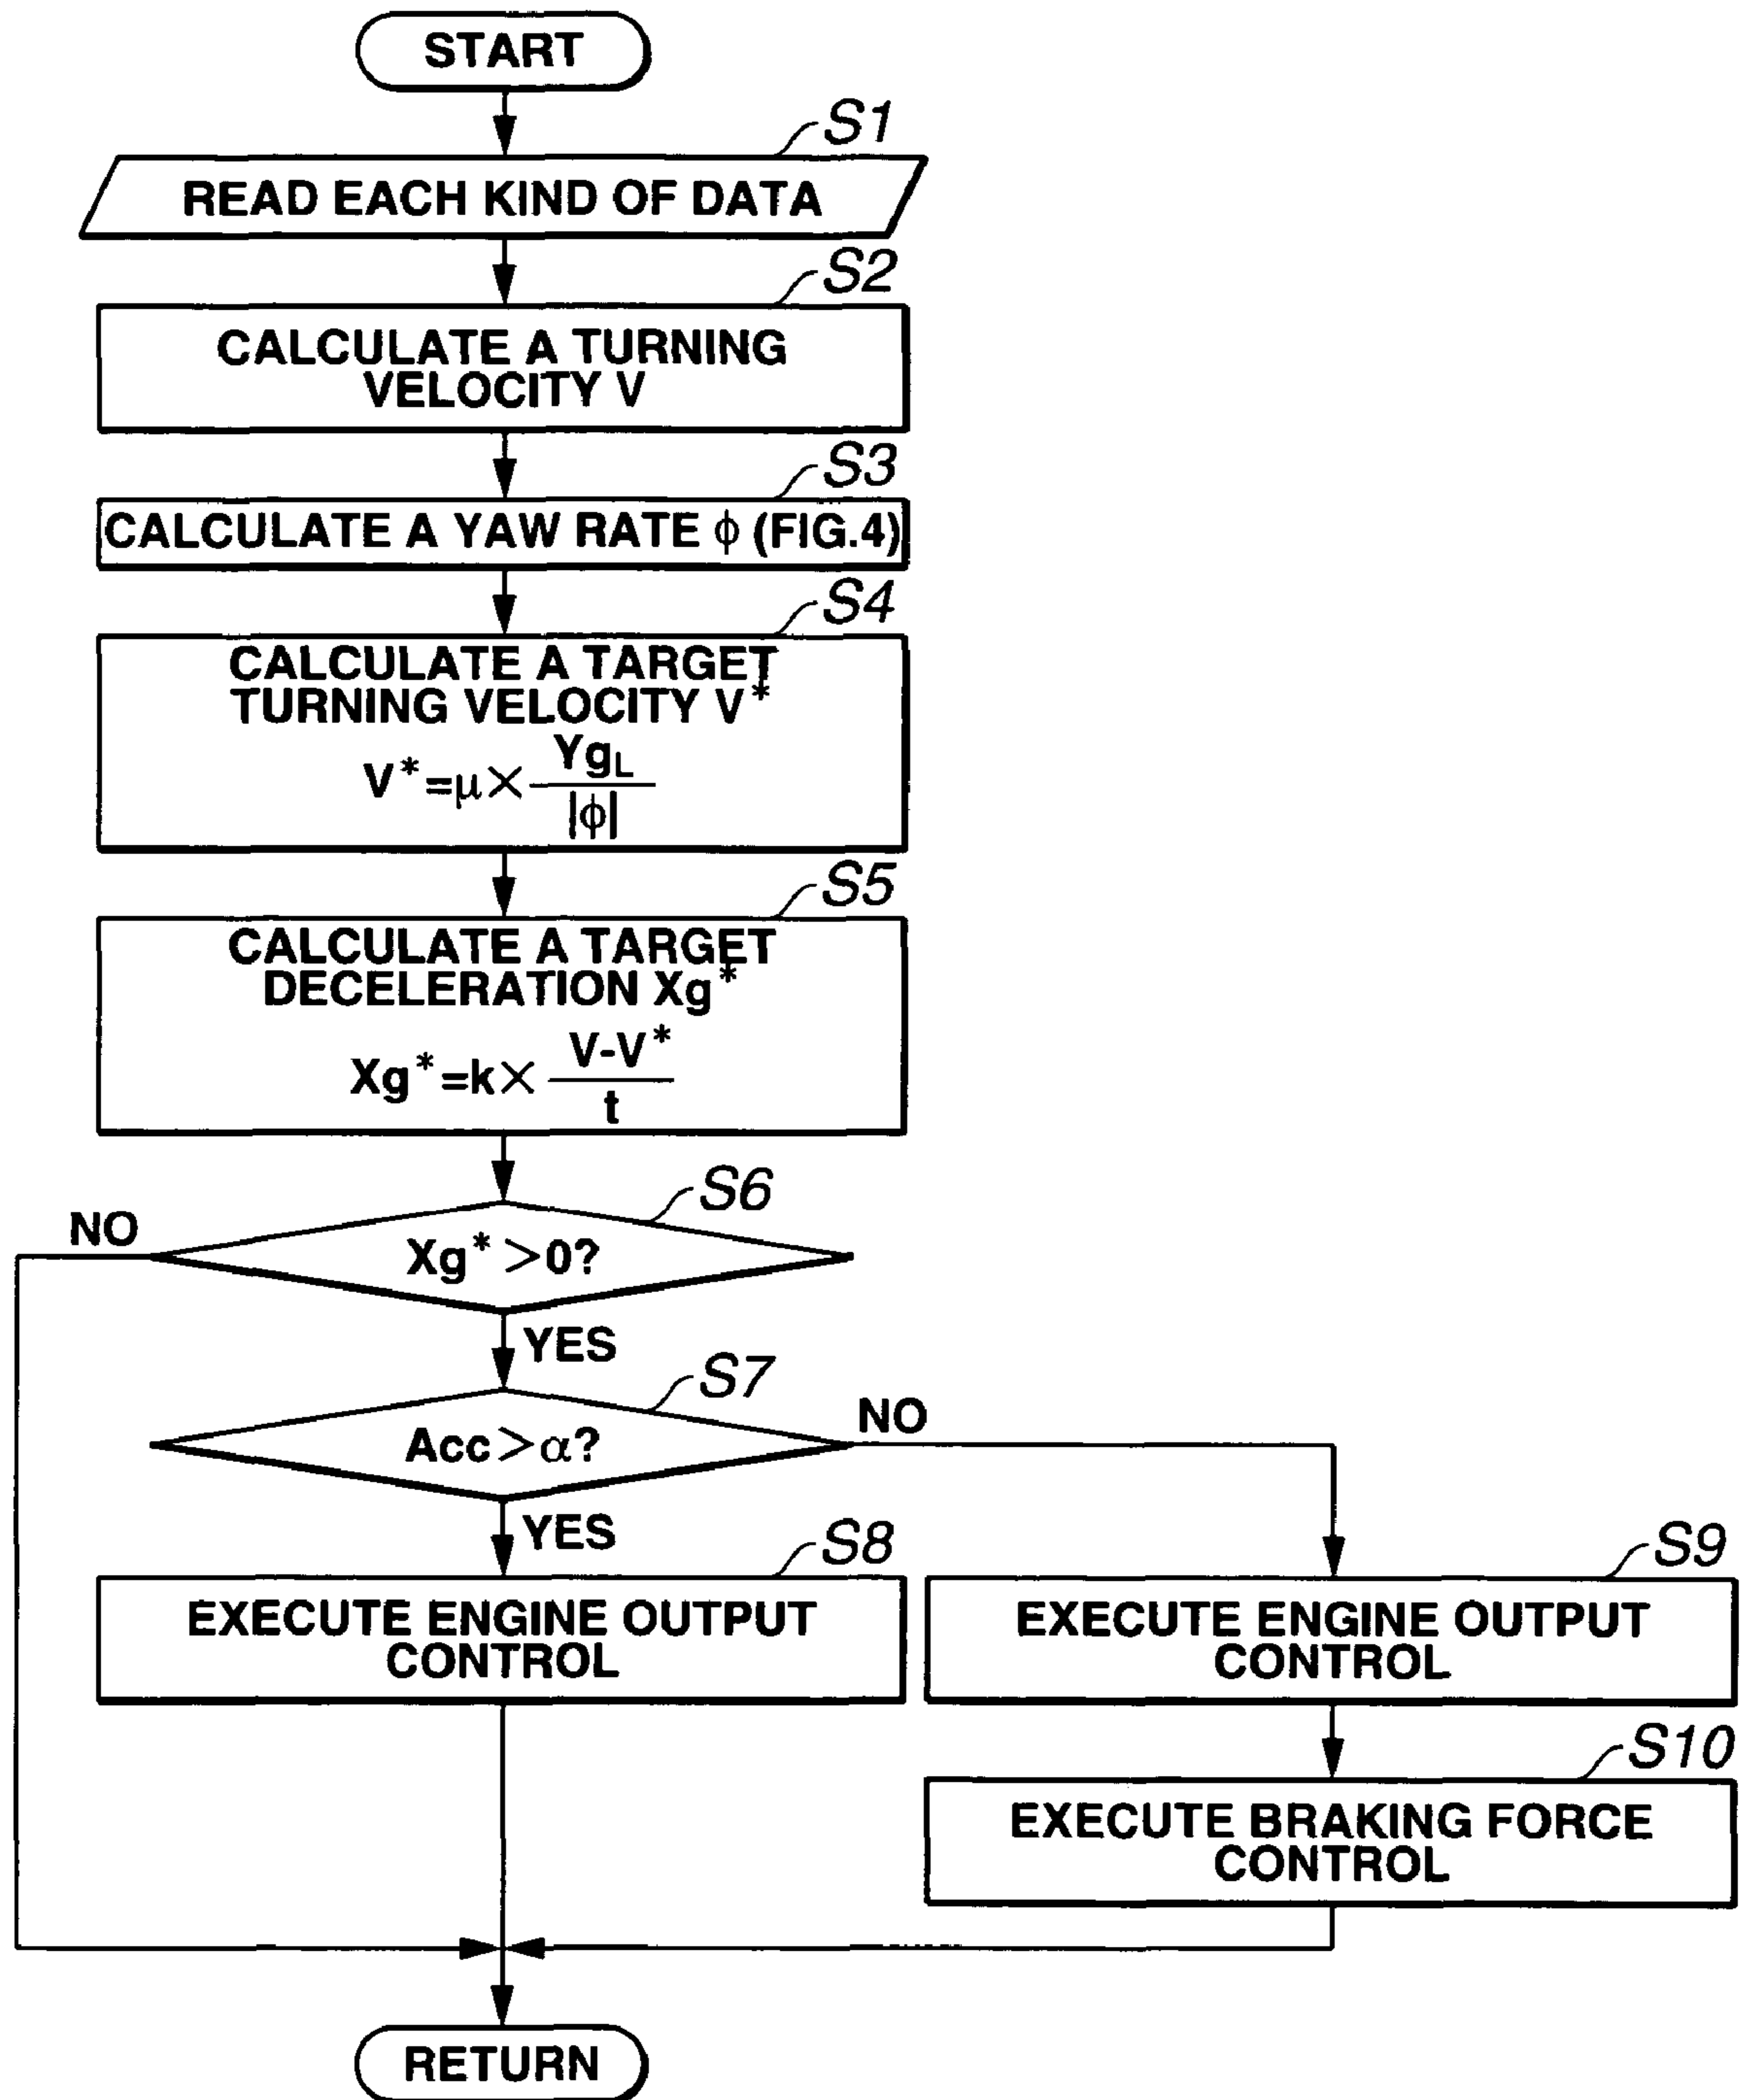 START
S1
READ EACH KIND OF DATA
S2
CALCULATE A TURNING
VELOCITY V
S3
CALCULATE A YAW RATE ϕ (FIG.4)
S4
CALCULATE A TARGET
TURNING VELOCITY V*
V*=μ× YgL
|ϕ|
S5
CALCULATE A TARGET
DECELERATION Xg*
Xg*=k× V-V*
t
S6
NO
Xg*>0?
YES
S7
NO
Acc>α?
YES
S8
S9
EXECUTE ENGINE OUTPUT
CONTROL
EXECUTE ENGINE OUTPUT
CONTROL
S10
EXECUTE BRAKING FORCE
CONTROL
RETURN